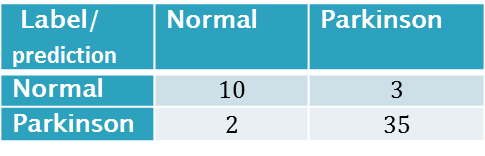 Label/ Normal Parkinson
prediction
Normal 10 3
Parkinson 2 35